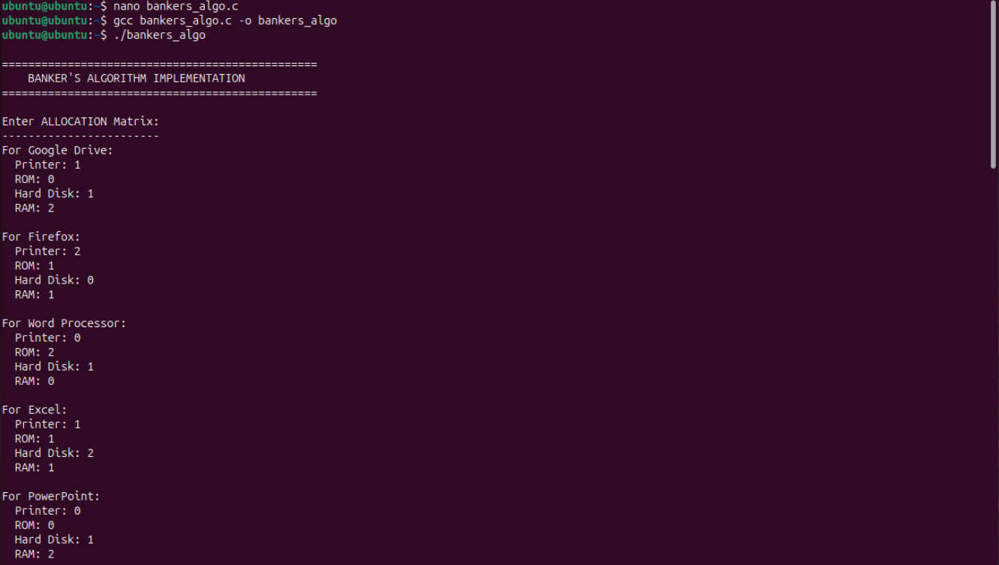 ubuntu@ubuntu:~$ nano bankers_algo.c
ubuntu@ubuntu:~$ gcc bankers_algo.c -o bankers_algo
ubuntu@ubuntu:~$ ./bankers_algo
================================================
    BANKER'S ALGORITHM IMPLEMENTATION
================================================
Enter ALLOCATION Matrix:
------------------------
For Google Drive:
  Printer: 1
  ROM: 0
  Hard Disk: 1
  RAM: 2
For Firefox:
  Printer: 2
  ROM: 1
  Hard Disk: 0
  RAM: 1
For Word Processor:
  Printer: 0
  ROM: 2
  Hard Disk: 1
  RAM: 0
For Excel:
  Printer: 1
  ROM: 1
  Hard Disk: 2
  RAM: 1
For PowerPoint:
  Printer: 0
  ROM: 0
  Hard Disk: 1
  RAM: 2